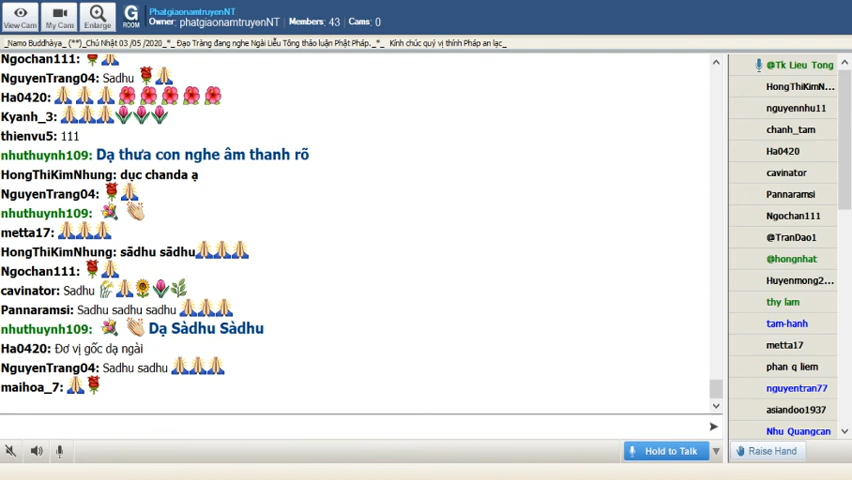 View Cam
My Cam
Enlarge
G
ROOM
PhatgiaonamtruyenNT
Owner: phatgiaonamtruyenNT Members: 43 Cams: 0
_Namo Buddhàya_ (**)_Chủ Nhật 03 /05 /2020_*_ Đạo Tràng đang nghe Ngài Liễu Tông thảo luận Phật Pháp._*_ Kính chúc quý vị thính Pháp an lạc_
Ngochan111:
NguyenTrang04: Sadhu
Ha0420:
Kyanh_3:
thienvu5: 111
nhuthuynh109: Dạ thưa con nghe âm thanh rõ
HongThiKimNhung: dục chanda ạ
NguyenTrang04:
nhuthuynh109:
metta17:
HongThiKimNhung: sādhu sādhu
Ngochan111:
cavinator: Sadhu
Pannaramsi: Sadhu sadhu sadhu
nhuthuynh109: Dạ Sàdhu Sàdhu
Ha0420: Đơ vị gốc dạ ngài
NguyenTrang04: Sadhu sadhu
maihoa_7:
@Tk Lieu Tong
HongThiKimN...
nguyennhu11
chanh_tam
Ha0420
cavinator
Pannaramsi
Ngochan111
@TranDao1
@hongnhat
Huyenmong2...
thy lam
tam-hanh
metta17
phan q liem
nguyentran77
asiandoo1937
Nhu Quangcan
Hold to Talk
Raise Hand